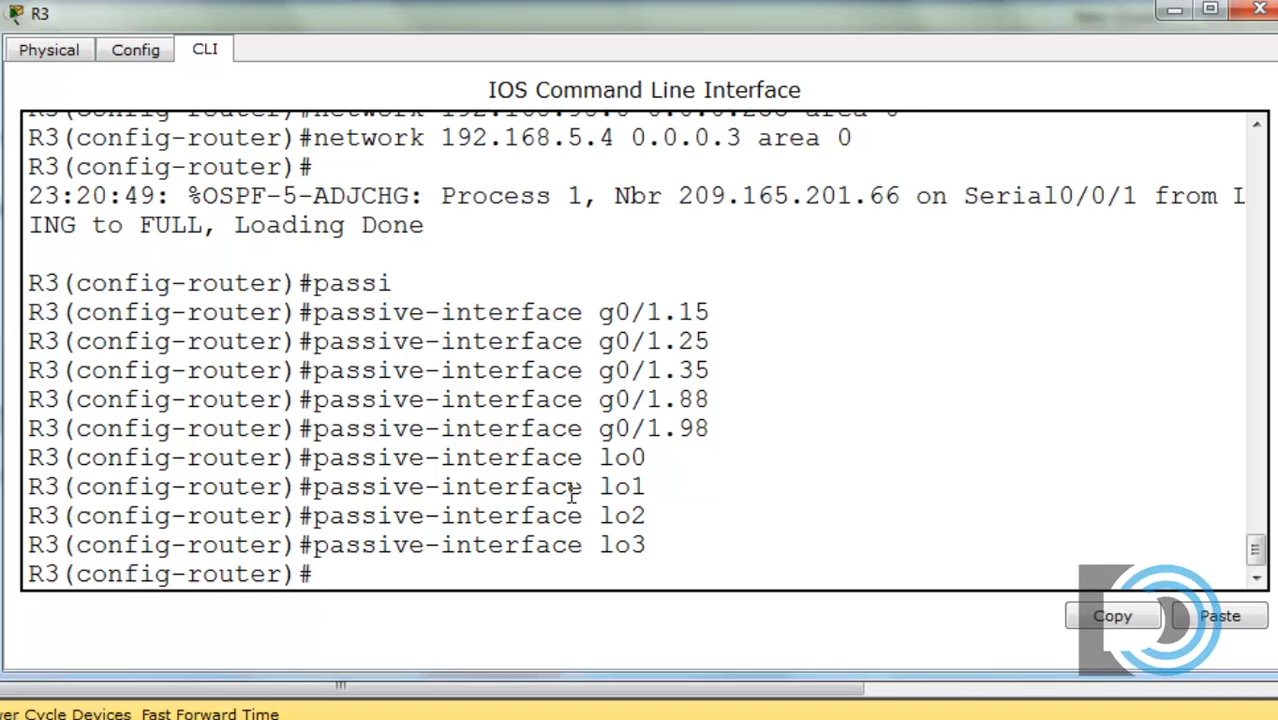 R3
Physical
Config
CLI
IOS Command Line Interface
R3(config-router)#network
R3(config-router)#network 192.168.5.4 0.0.0.3 area 0
R3(config-router)#
23:20:49: %OSPF-5-ADJCHG: Process 1, Nbr 209.165.201.66 on Serial0/0/1 from L
ING to FULL, Loading Done
R3(config-router)#passi
R3(config-router)#passive-interface g0/1.15
R3(config-router)#passive-interface g0/1.25
R3(config-router)#passive-interface g0/1.35
R3(config-router)#passive-interface g0/1.88
R3(config-router)#passive-interface g0/1.98
R3(config-router)#passive-interface lo0
R3(config-router)#passive-interface lo1
R3(config-router)#passive-interface lo2
R3(config-router)#passive-interface lo3
R3(config-router)#
Copy
Paste
wer Cycle Devices Fast Forward Time